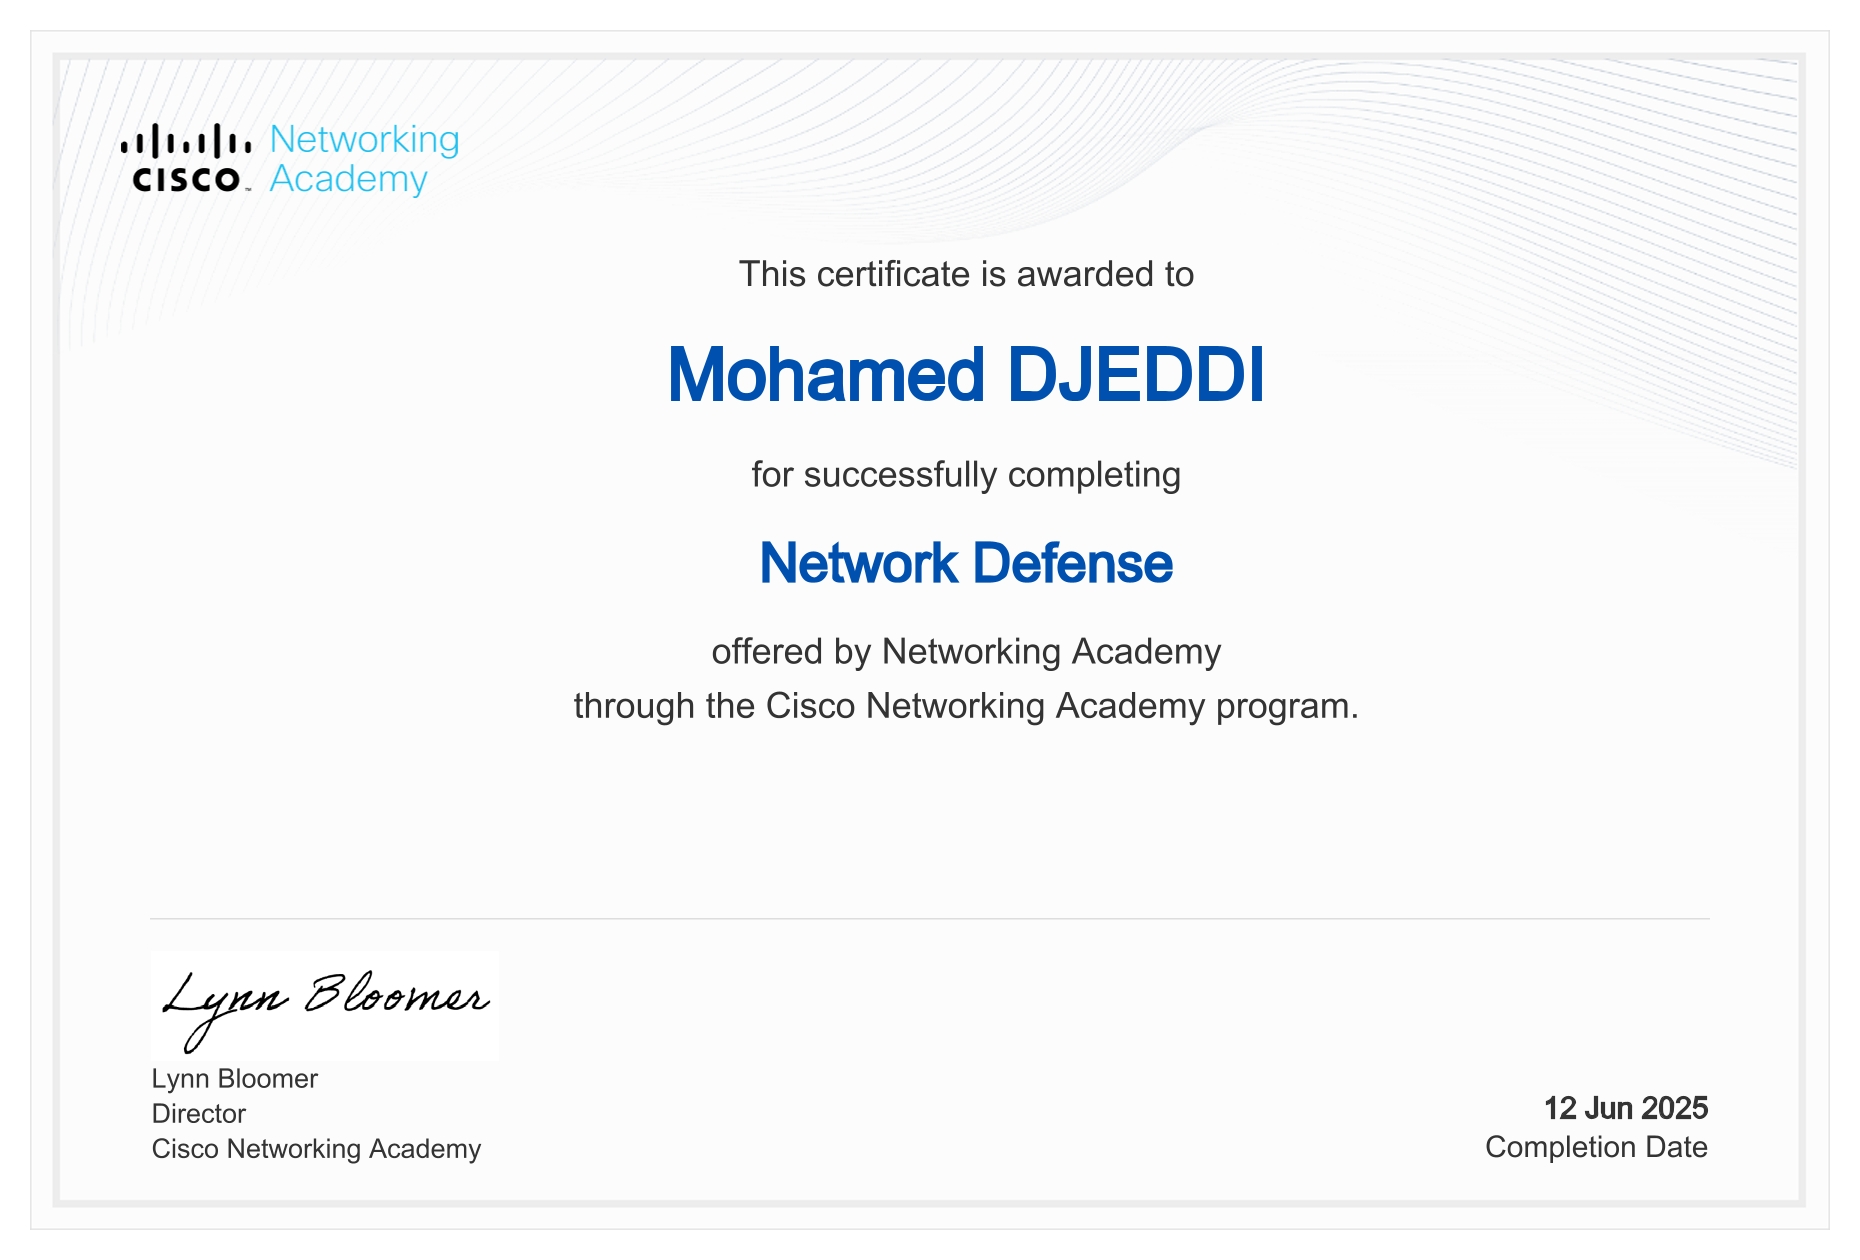 CISCO™ Networking
Academy
This certificate is awarded to
Mohamed DJEDDI
for successfully completing
Network Defense
offered by Networking Academy
through the Cisco Networking Academy program.
Lynn Bloomer
Lynn Bloomer
Director
Cisco Networking Academy
12 Jun 2025
Completion Date